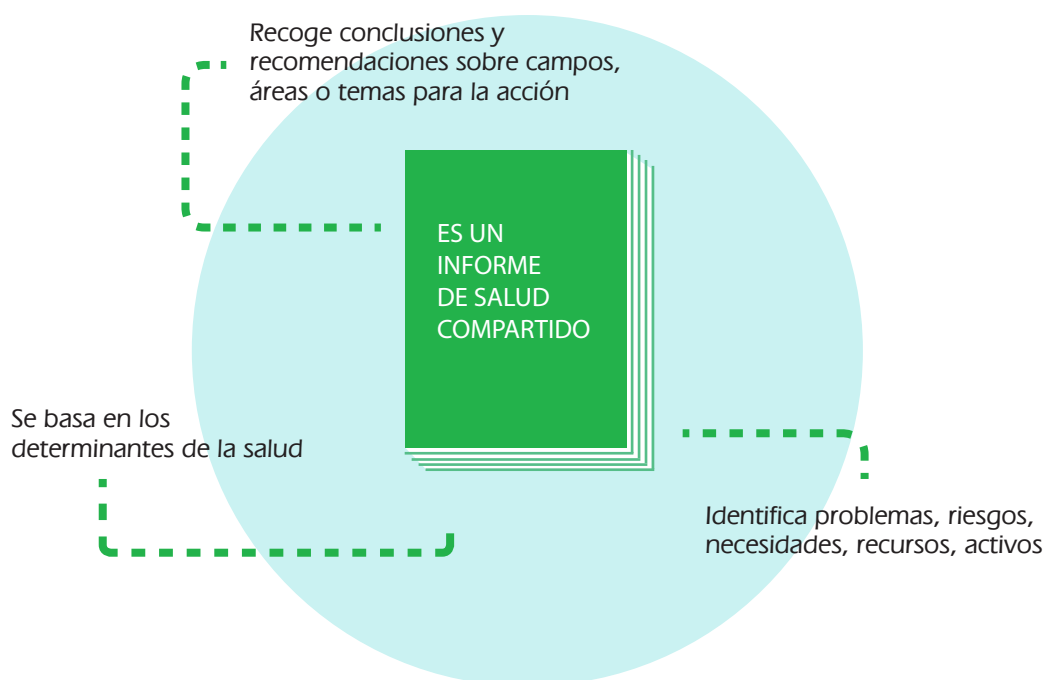 Recoge conclusiones y
recomendaciones sobre campos,
áreas o temas para la acción
ES UN
INFORME
DE SALUD
COMPARTIDO
Se basa en los
determinantes de la salud
Identifica problemas, riesgos,
necesidades, recursos, activos